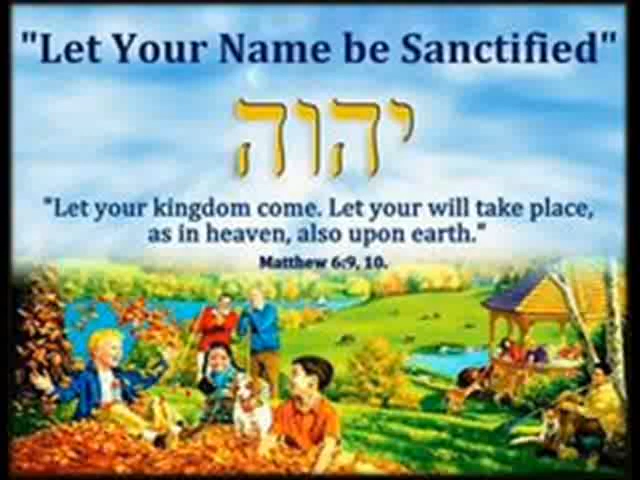 "Let Your Name be Sanctified"
יהוה
"Let your kingdom come. Let your will take place,
as in heaven, also upon earth."
Matthew 6:9, 10.